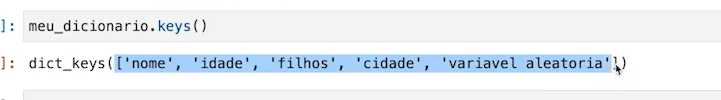 ]: meu_dicionario.keys()
]: dict_keys(['nome', 'idade', 'filhos', 'cidade', 'variavel aleatoria'])